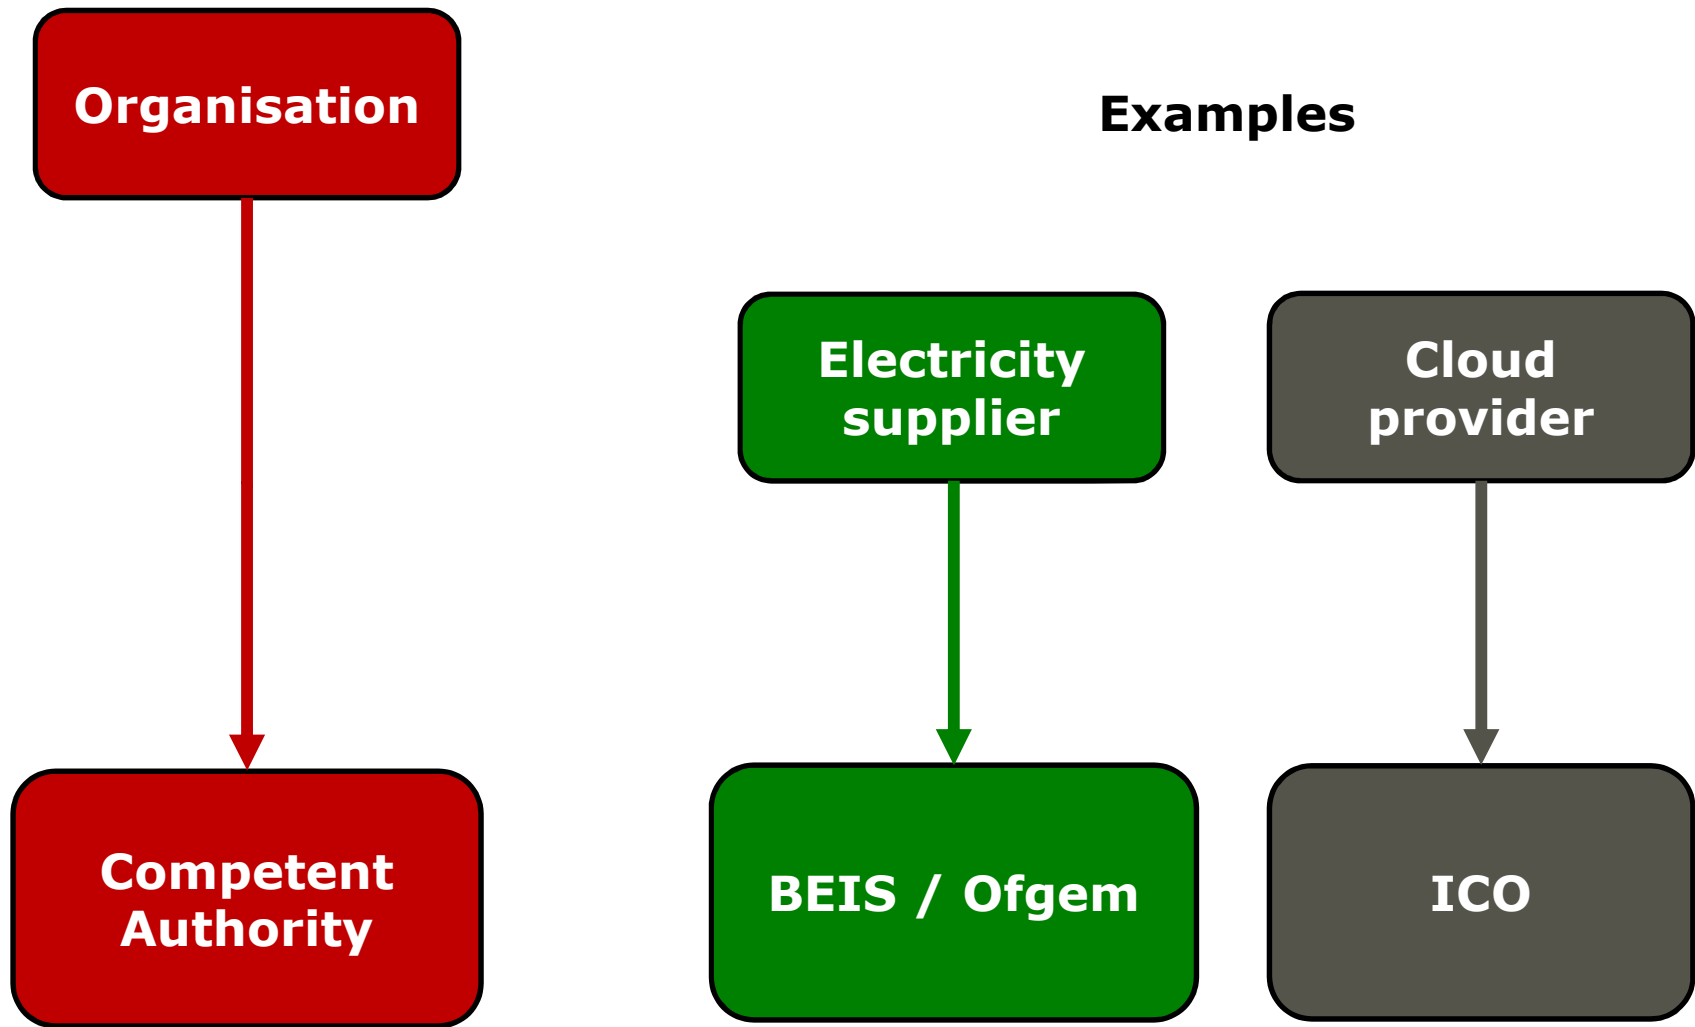 Organisation
Examples
Electricity
supplier
Cloud
provider
Competent
Authority
BEIS / Ofgem
ICO